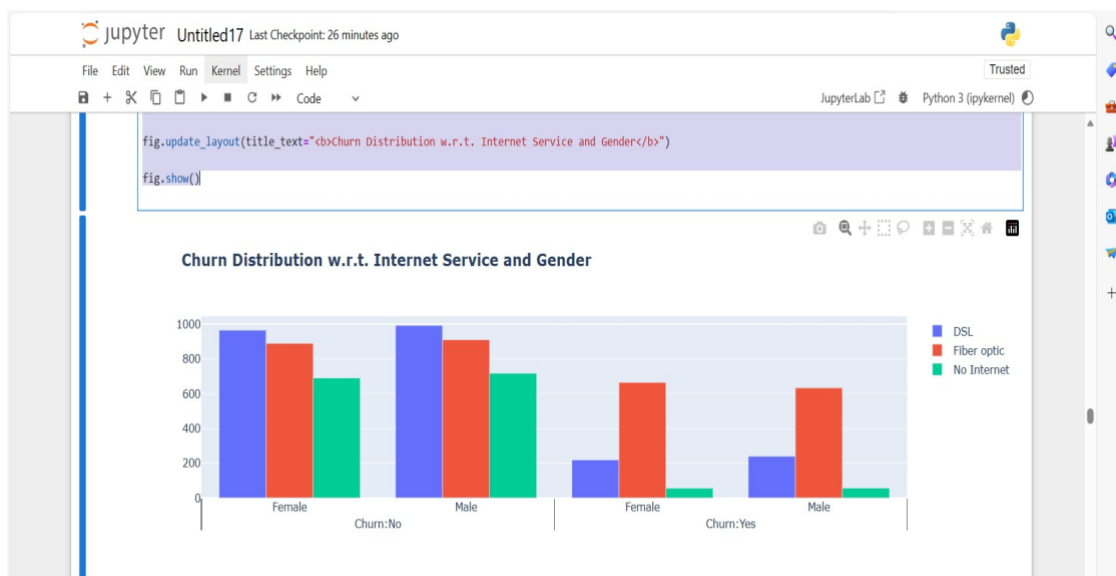 jupyter Untitled17 Last Checkpoint: 26 minutes ago
File Edit View Run Kernel Settings Help
Trusted
Code
JupyterLab
Python 3 (ipykernel)
fig.update_layout(title_text="<b>Churn Distribution w.r.t. Internet Service and Gender</b>")
fig.show()
Churn Distribution w.r.t. Internet Service and Gender
1000
800
600
400
200
0
Female
Male
Female
Male
Churn:No
Churn:Yes
DSL
Fiber optic
No Internet